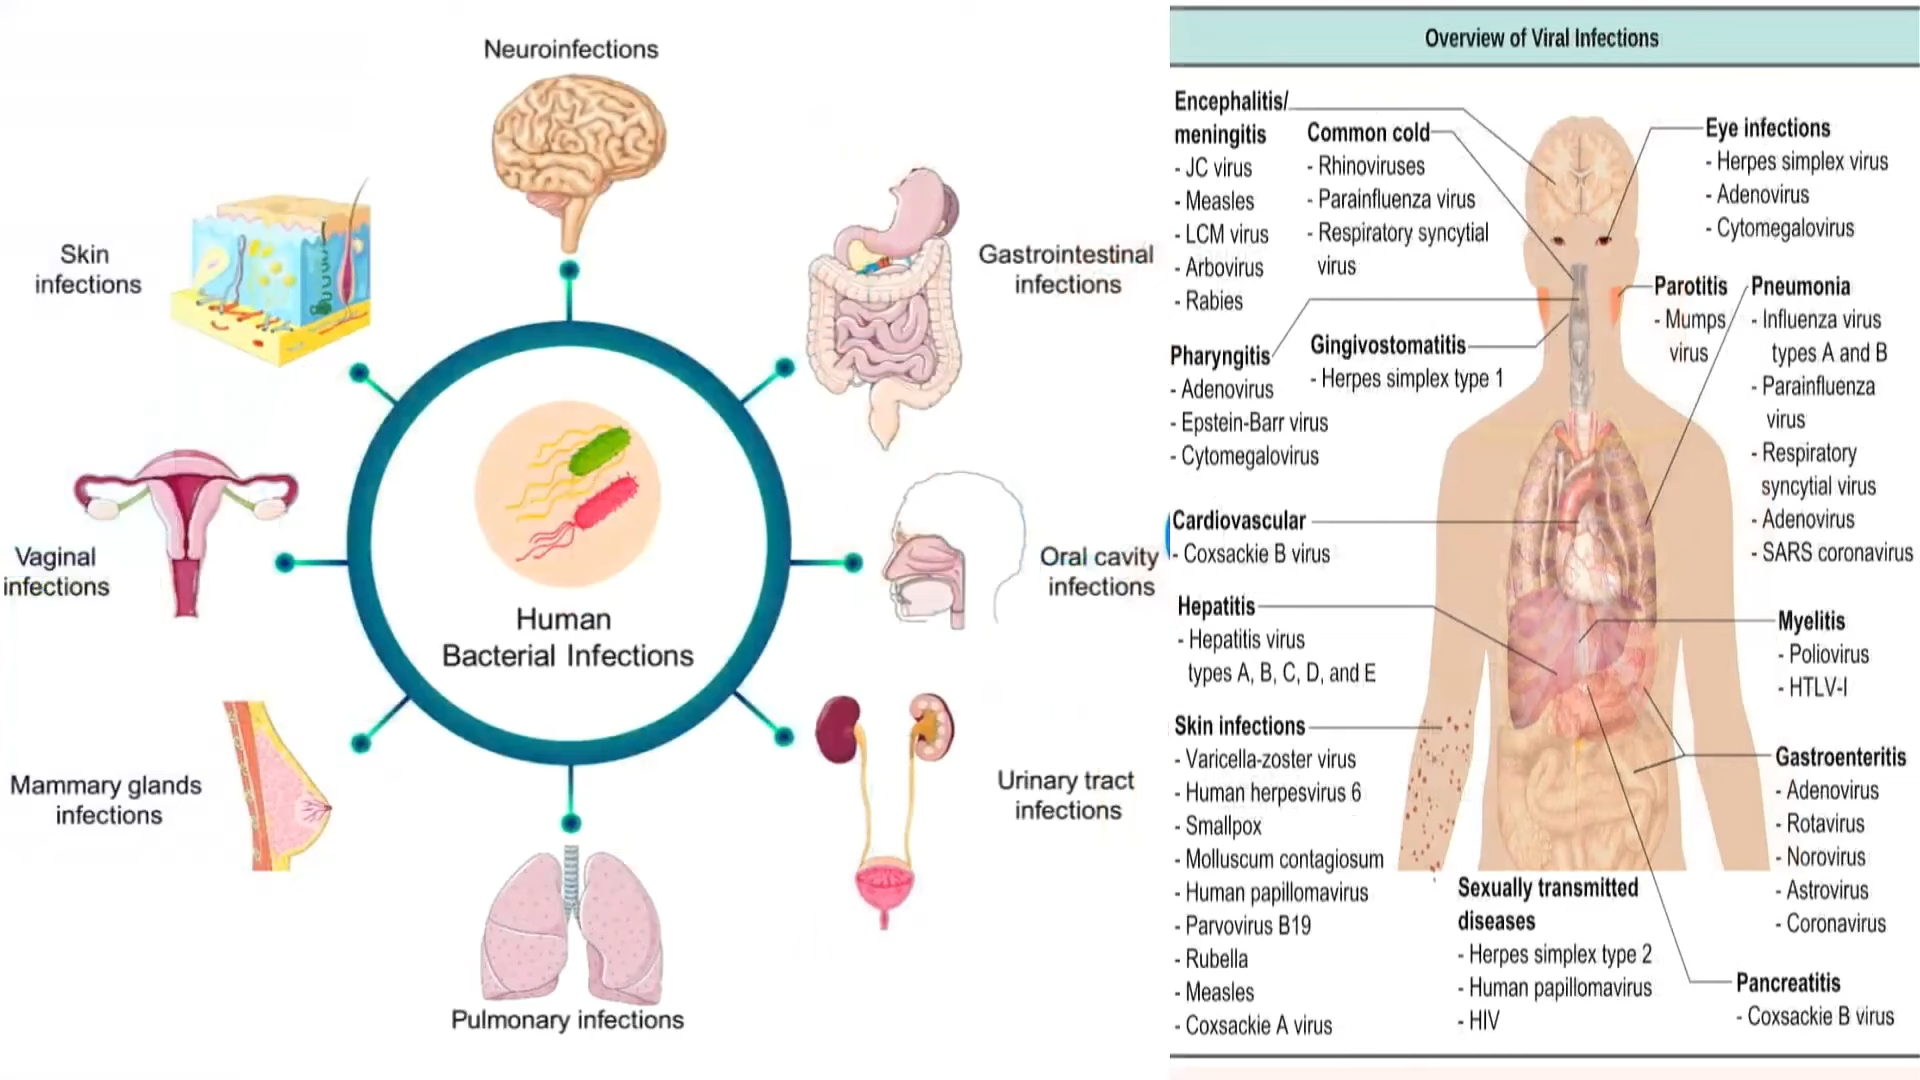 Neuroinfections
Skin
infections
Gastrointestinal
infections
Vaginal
infections
Oral cavity
infections
Human
Bacterial Infections
Mammary glands
infections
Urinary tract
infections
Pulmonary infections
Overview of Viral Infections
Encephalitis/
meningitis
- JC virus
- Measles
- LCM virus
- Arbovirus
- Rabies
Common cold
- Rhinoviruses
- Parainfluenza virus
- Respiratory syncytial
virus
Eye infections
- Herpes simplex virus
- Adenovirus
- Cytomegalovirus
Pharyngitis
- Adenovirus
- Epstein-Barr virus
- Cytomegalovirus
Gingivostomatitis
- Herpes simplex type 1
Parotitis
- Mumps
virus
Pneumonia
- Influenza virus
types A and B
- Parainfluenza
virus
- Respiratory
syncytial virus
- Adenovirus
- SARS coronavirus
Cardiovascular
- Coxsackie B virus
Hepatitis
- Hepatitis virus
types A, B, C, D, and E
Myelitis
- Poliovirus
- HTLV-I
Skin infections
- Varicella-zoster virus
- Human herpesvirus 6
- Smallpox
- Molluscum contagiosum
- Human papillomavirus
- Parvovirus B19
- Rubella
- Measles
- Coxsackie A virus
Sexually transmitted
diseases
- Herpes simplex type 2
- Human papillomavirus
- HIV
Gastroenteritis
- Adenovirus
- Rotavirus
- Norovirus
- Astrovirus
- Coronavirus
Pancreatitis
- Coxsackie B virus